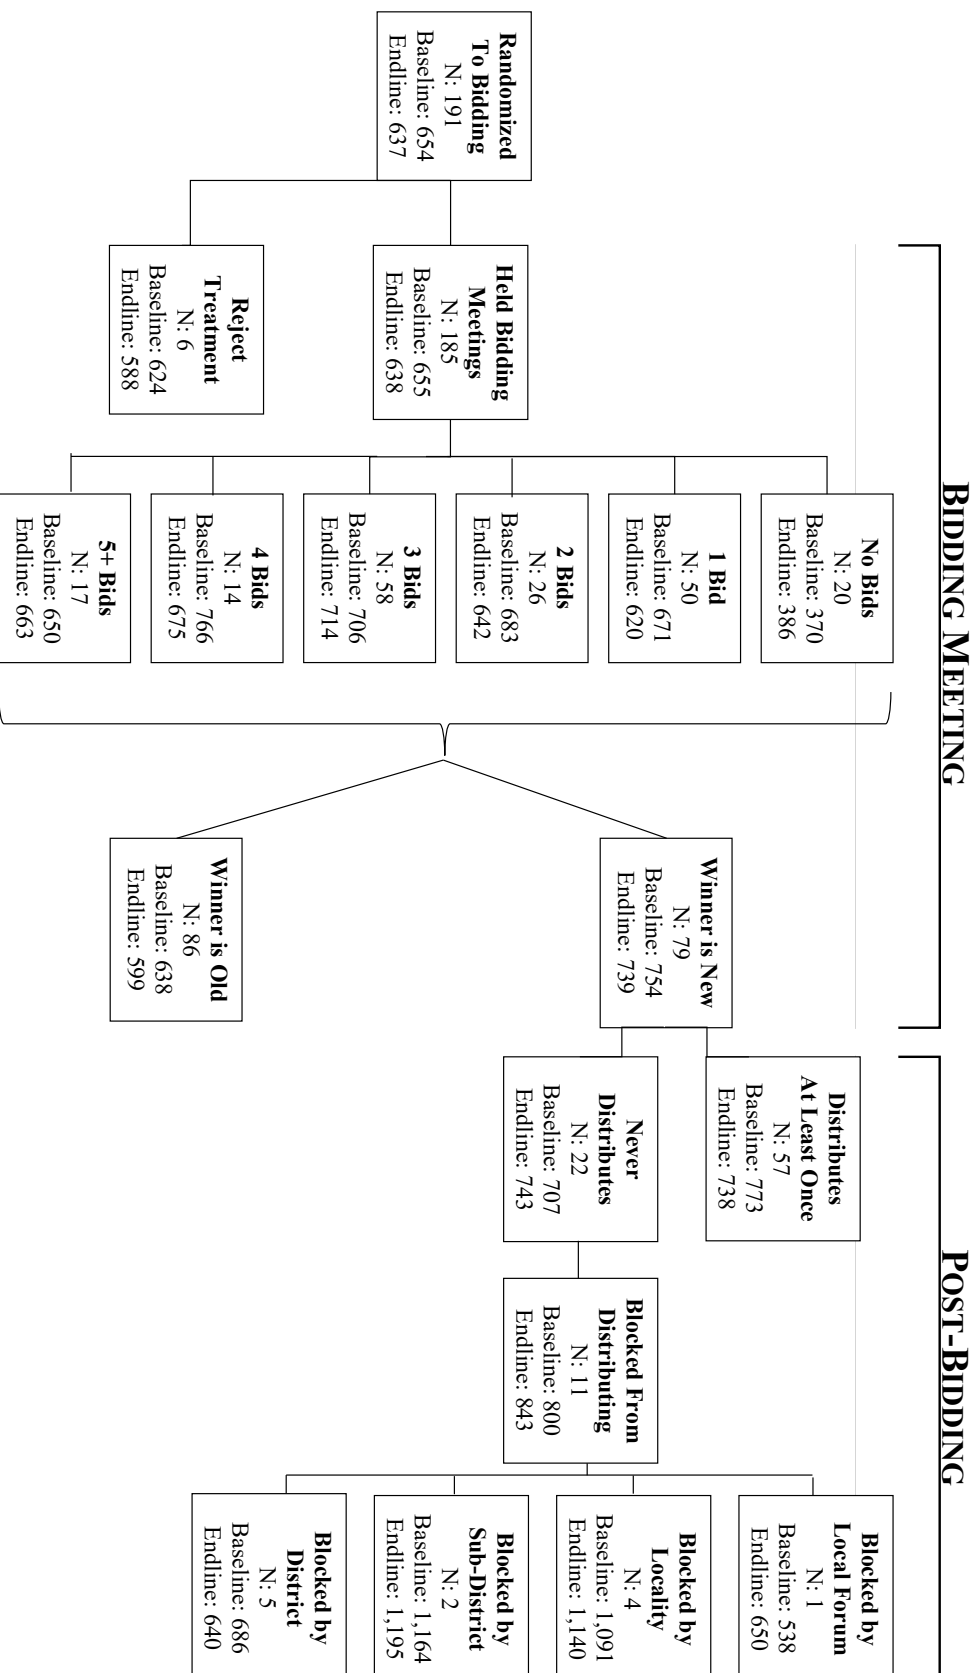 BIDDING MEETING
POST-BIDDING
Randomized
To Bidding
N: 191
Baseline: 654
Endline: 637
Held Bidding
Meetings
N: 185
Baseline: 655
Endline: 638
Reject
Treatment
N: 6
Baseline: 624
Endline: 588
No Bids
N: 20
Baseline: 370
Endline: 386
1 Bid
N: 50
Baseline: 671
Endline: 620
2 Bids
N: 26
Baseline: 683
Endline: 642
3 Bids
N: 58
Baseline: 706
Endline: 714
4 Bids
N: 14
Baseline: 766
Endline: 675
5+ Bids
N: 17
Baseline: 650
Endline: 663
Winner is New
N: 79
Baseline: 754
Endline: 739
Winner is Old
N: 86
Baseline: 638
Endline: 599
Distributes
At Least Once
N: 57
Baseline: 773
Endline: 738
Never
Distributes
N: 22
Baseline: 707
Endline: 743
Blocked From
Distributing
N: 11
Baseline: 800
Endline: 843
Blocked by
Local Forum
N: 1
Baseline: 538
Endline: 650
Blocked by
Locality
N: 4
Baseline: 1,091
Endline: 1,140
Blocked by
Sub-District
N: 2
Baseline: 1,164
Endline: 1,195
Blocked by
District
N: 5
Baseline: 686
Endline: 640